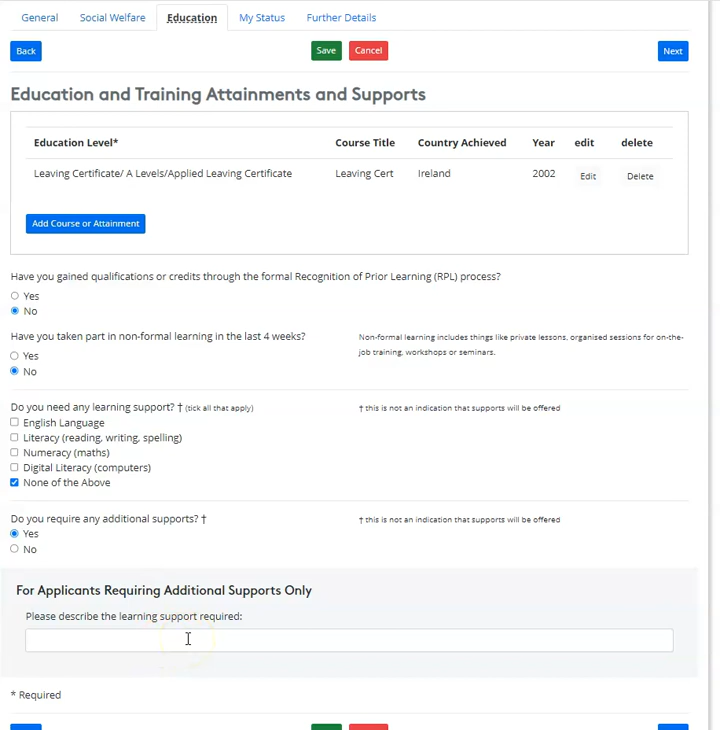 General Social Welfare Education My Status Further Details
Back Save Cancel Next
Education and Training Attainments and Supports
Education Level* Course Title Country Achieved Year edit delete
Leaving Certificate/ A Levels/Applied Leaving Certificate Leaving Cert Ireland 2002 Edit Delete
Add Course or Attainment
Have you gained qualifications or credits through the formal Recognition of Prior Learning (RPL) process?
Yes
No
Have you taken part in non-formal learning in the last 4 weeks?
Non-formal learning includes things like private lessons, organised sessions for on-the-
job training, workshops or seminars.
Yes
No
Do you need any learning support? † (tick all that apply)
† this is not an indication that supports will be offered
English Language
Literacy (reading, writing, spelling)
Numeracy (maths)
Digital Literacy (computers)
None of the Above
Do you require any additional supports? †
† this is not an indication that supports will be offered
Yes
No
For Applicants Requiring Additional Supports Only
Please describe the learning support required:
* Required